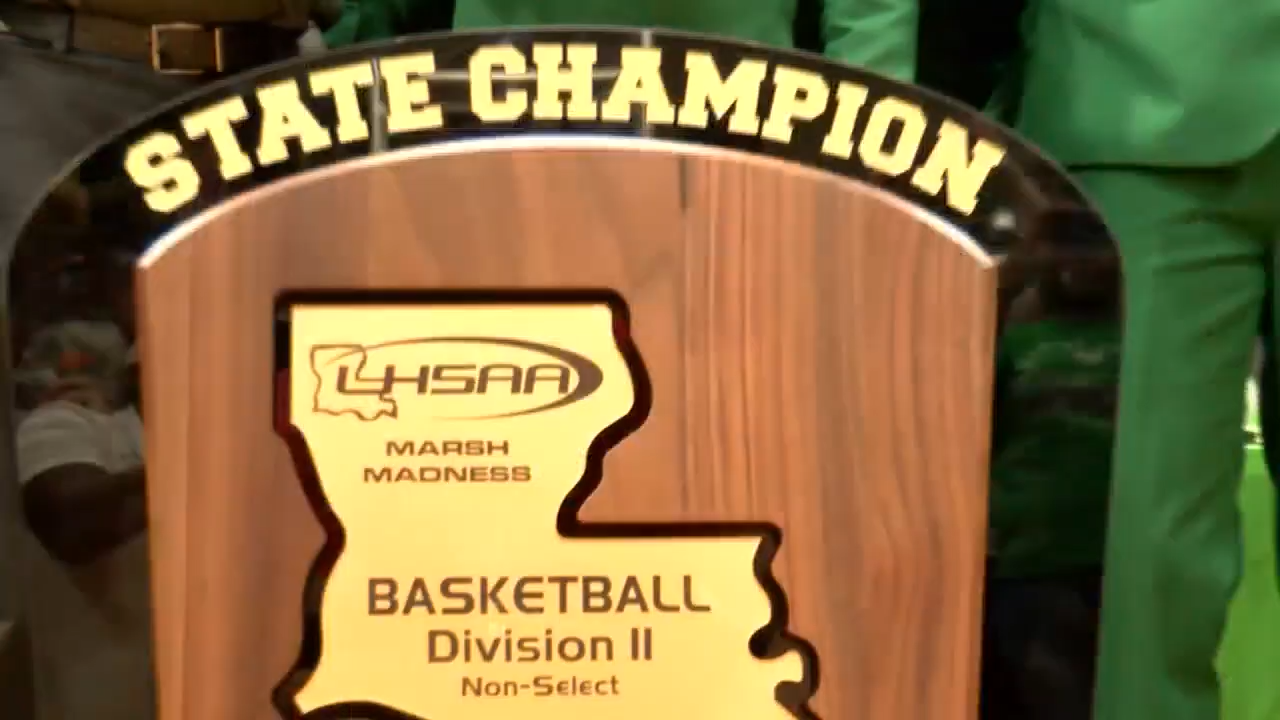 STATE CHAMPION
LHSAA
MARSH
MADNESS
BASKETBALL
Division II
Non-Select